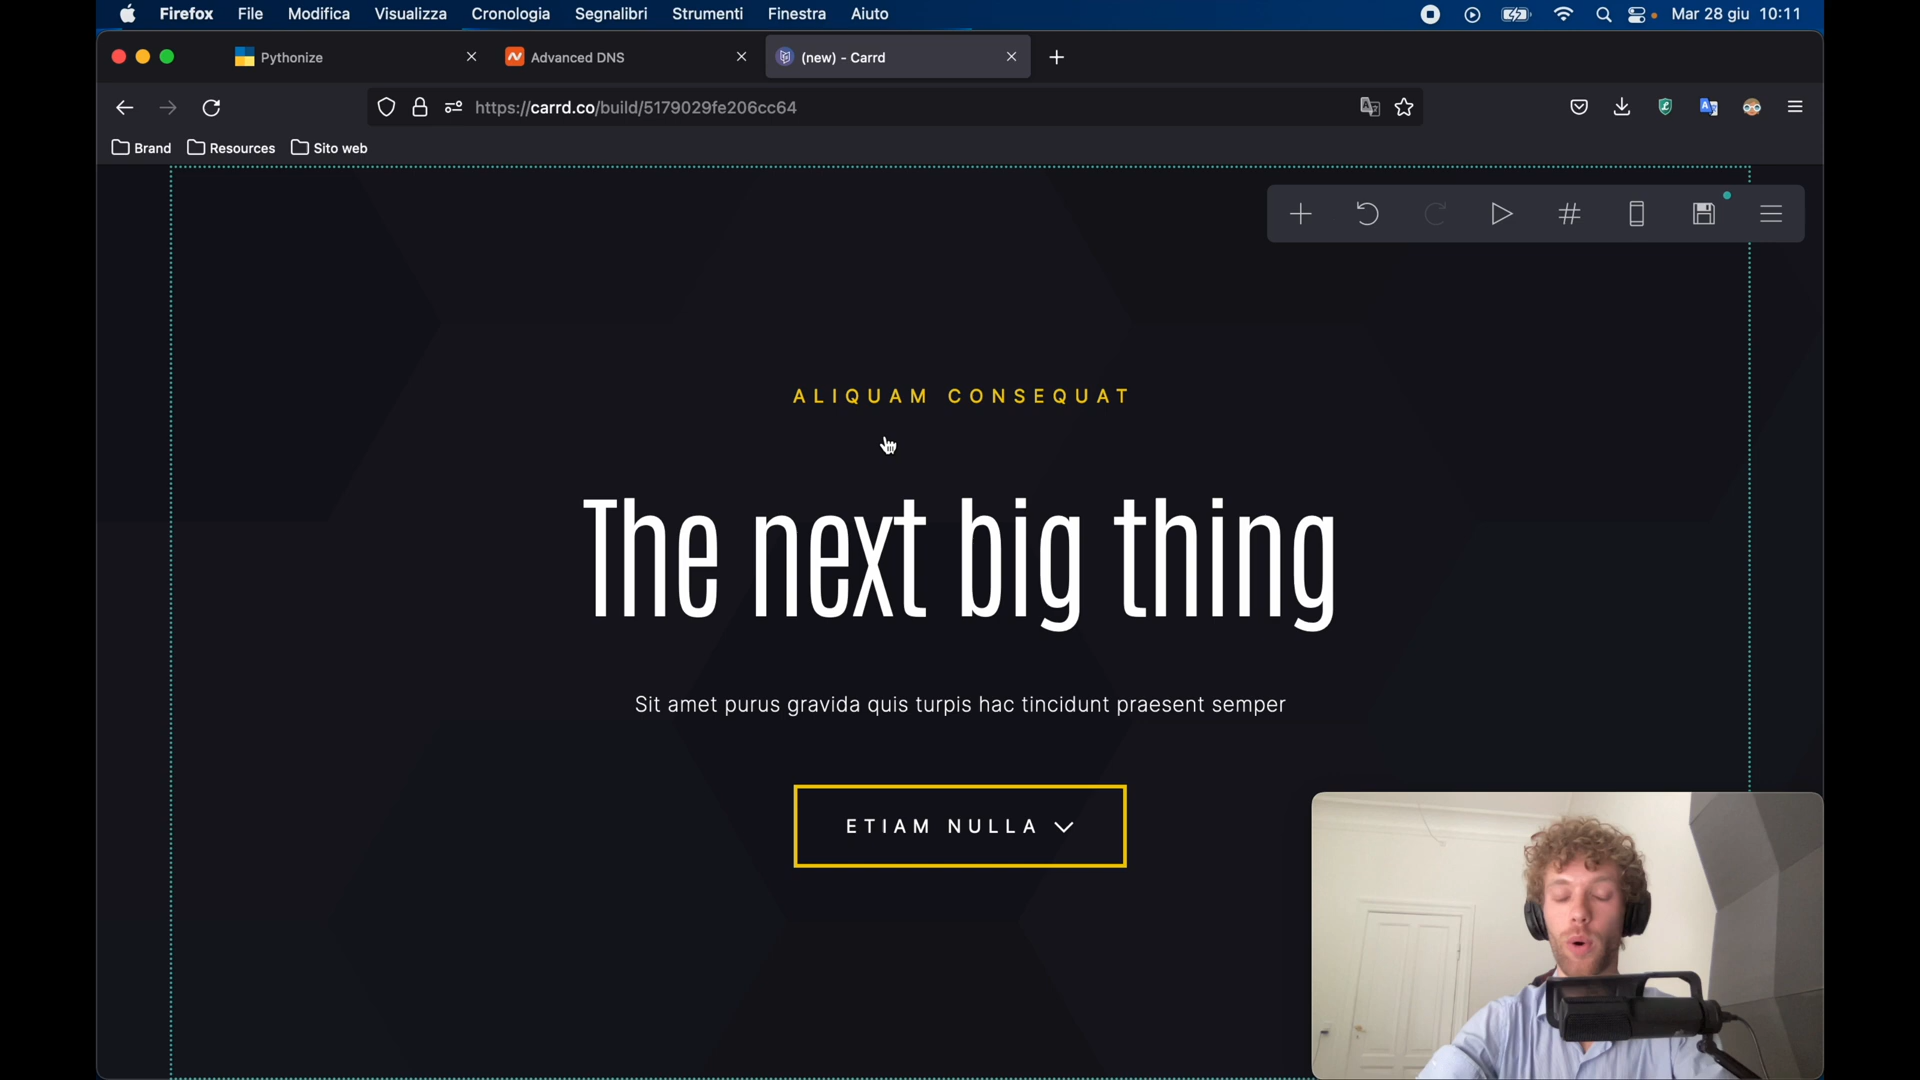 Firefox File Modifica Visualizza Cronologia Segnalibri Strumenti Finestra Aiuto Mar 28 giu 10:11
Pythonize Advanced DNS (new) - Carrd
https://carrd.co/build/5179029fe206cc64
Brand Resources Sito web
ALIQUAM CONSEQUAT
The next big thing
Sit amet purus gravida quis turpis hac tincidunt praesent semper
ETIAM NULLA